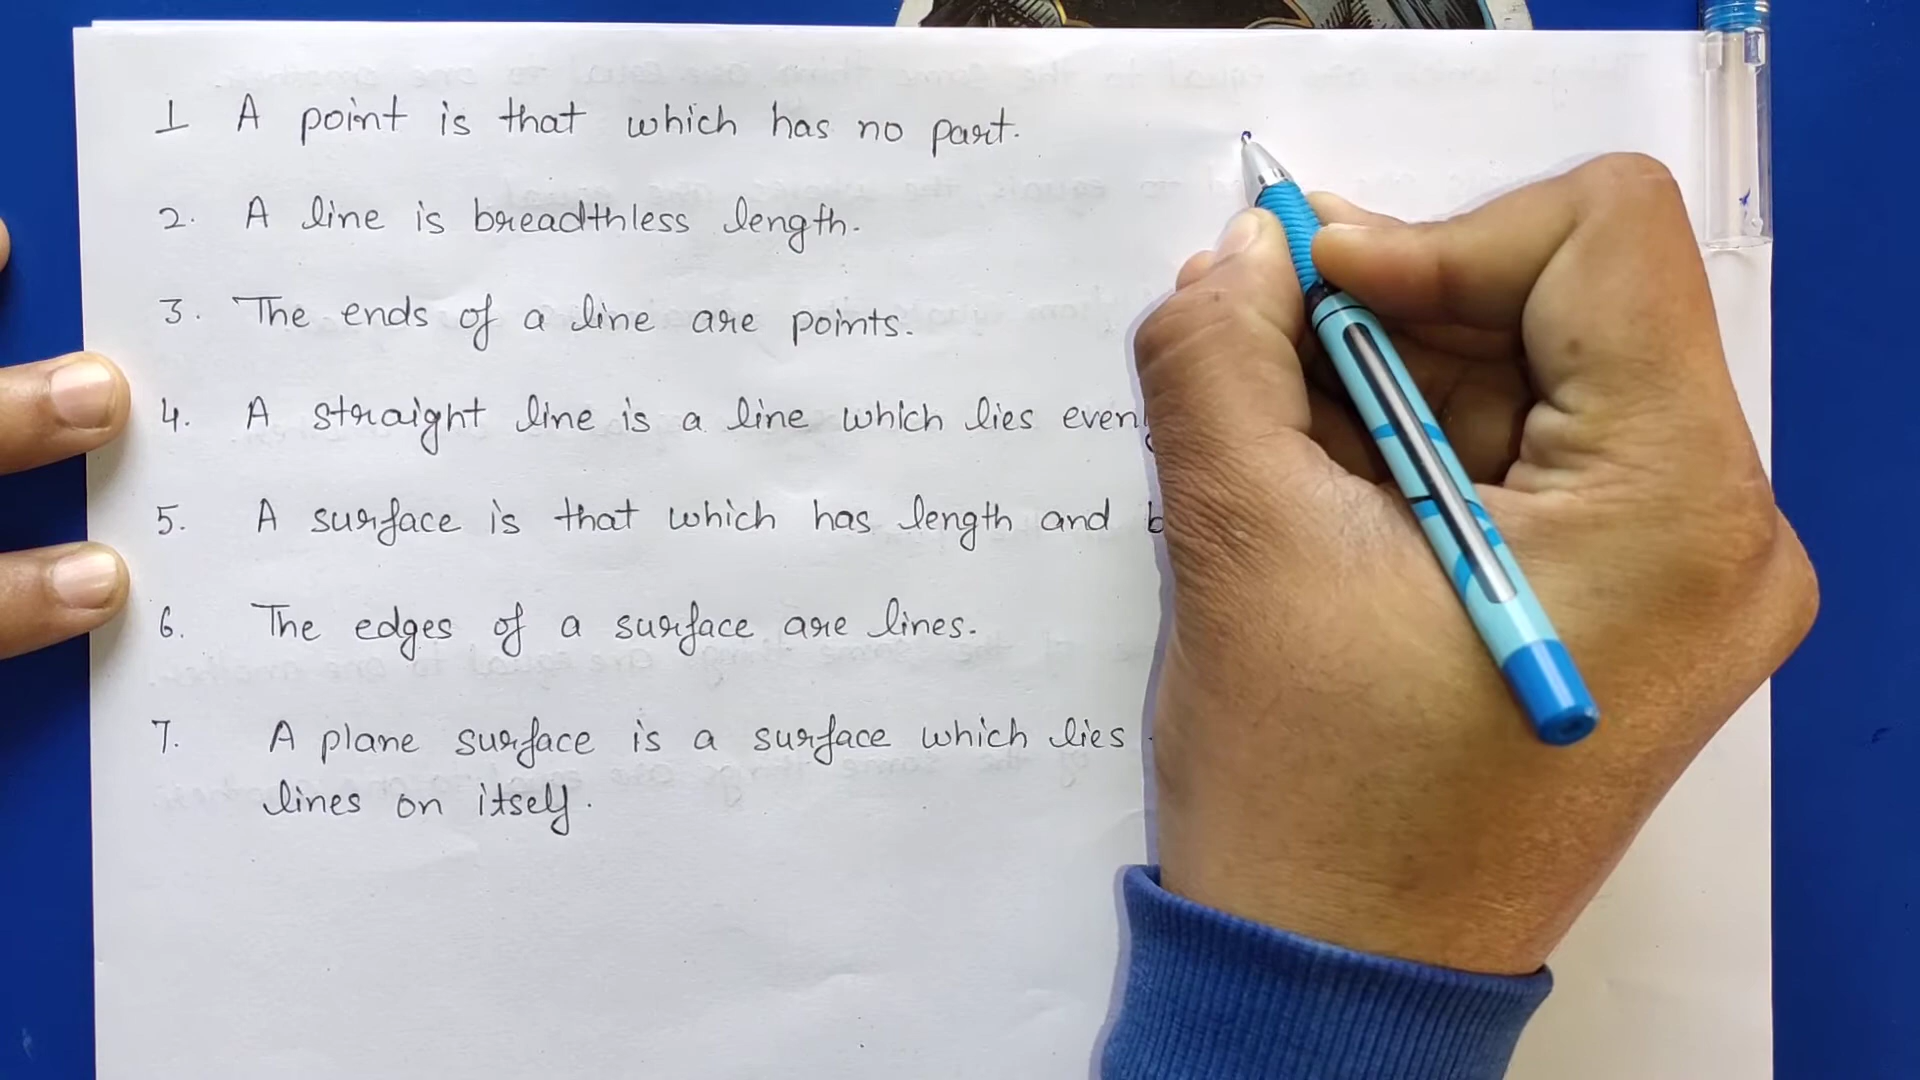 1 A point is that which has no part.
2. A line is breadthless length.
3. The ends of a line are points.
4. A straight line is a line which lies
5. A surface is that which has length and
6. The edges of a surface are lines.
7. A plane surface is a surface which lies
lines on itself.